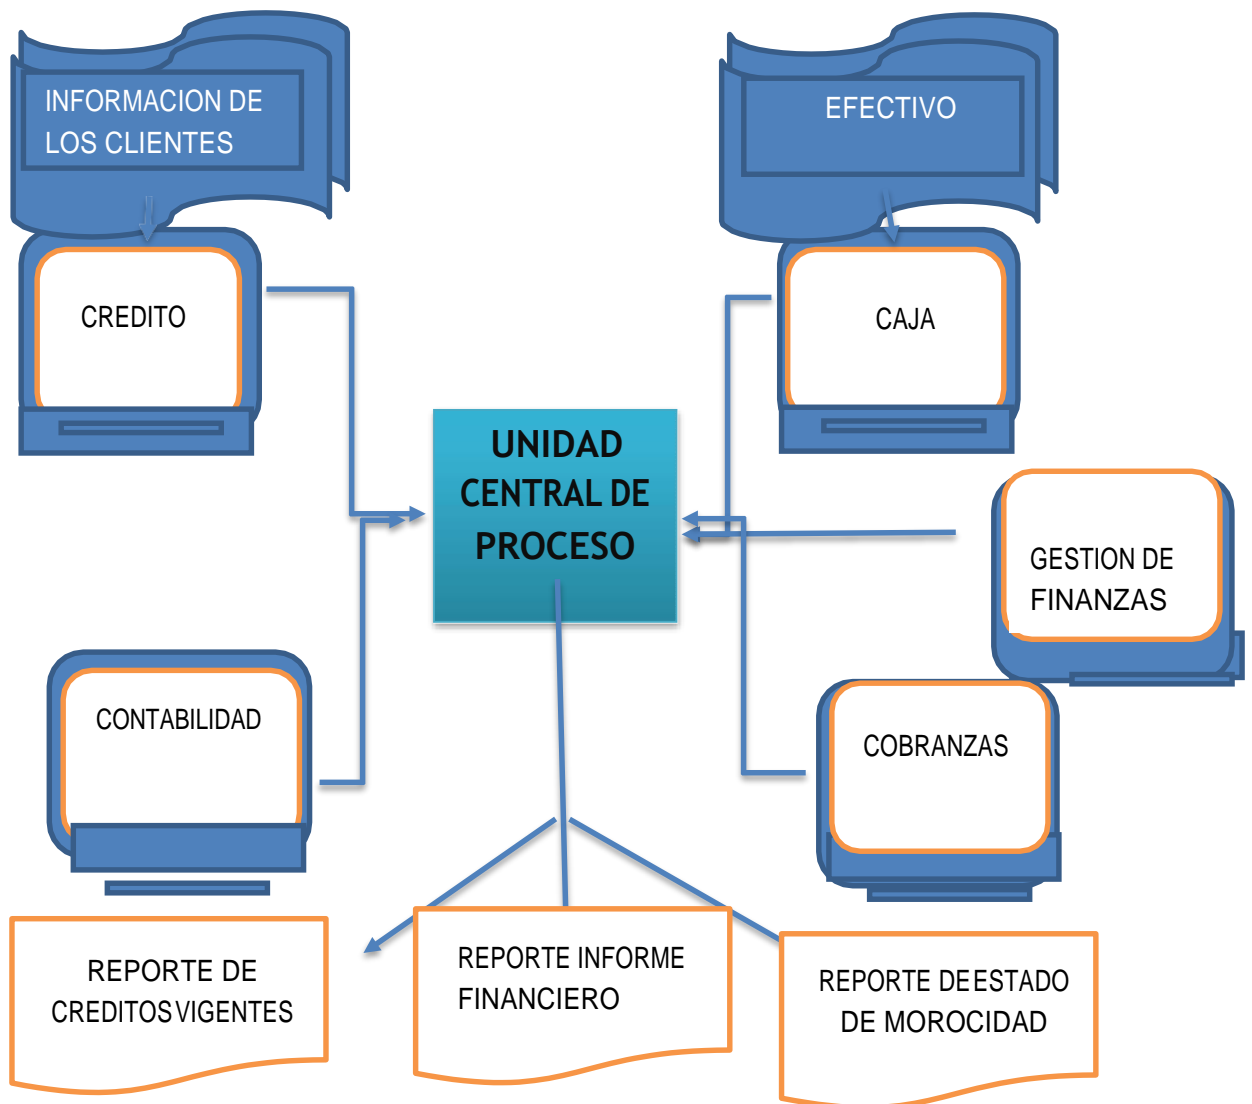 INFORMACION DE
LOS CLIENTES
EFECTIVO
CREDITO
CAJA
UNIDAD
CENTRAL DE
PROCESO
GESTION DE
FINANZAS
CONTABILIDAD
COBRANZAS
REPORTE DE
CREDITOS VIGENTES
REPORTE INFORME
FINANCIERO
REPORTE DE ESTADO
DE MOROCIDAD